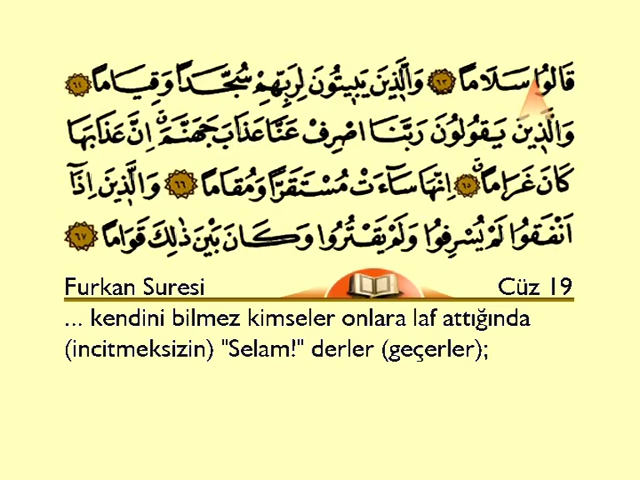 قَالُوا سَلَامًا ﴿٦٣﴾ وَالَّذ۪ينَ يَب۪يتُونَ لِرَبِّهِمْ سُجَّدًا وَقِيَامًا ﴿٦٤﴾
وَالَّذ۪ينَ يَقُولُونَ رَبَّنَا اصْرِفْ عَنَّا عَذَابَ جَهَنَّمَۗ اِنَّ عَذَابَهَا
كَانَ غَرَامًاۗ ﴿٦٥﴾ اِنَّهَا سَٓاءَتْ مُسْتَقَرًّا وَمُقَامًا ﴿٦٦﴾ وَالَّذ۪ينَ اِذَٓا
اَنْفَقُوا لَمْ يُسْرِفُوا وَلَمْ يَقْتُرُوا وَكَانَ بَيْنَ ذٰلِكَ قَوَامًا ﴿٦٧﴾
Furkan Suresi Cüz 19
... kendini bilmez kimseler onlara laf attığında
(incitmeksizin) "Selam!" derler (geçerler);